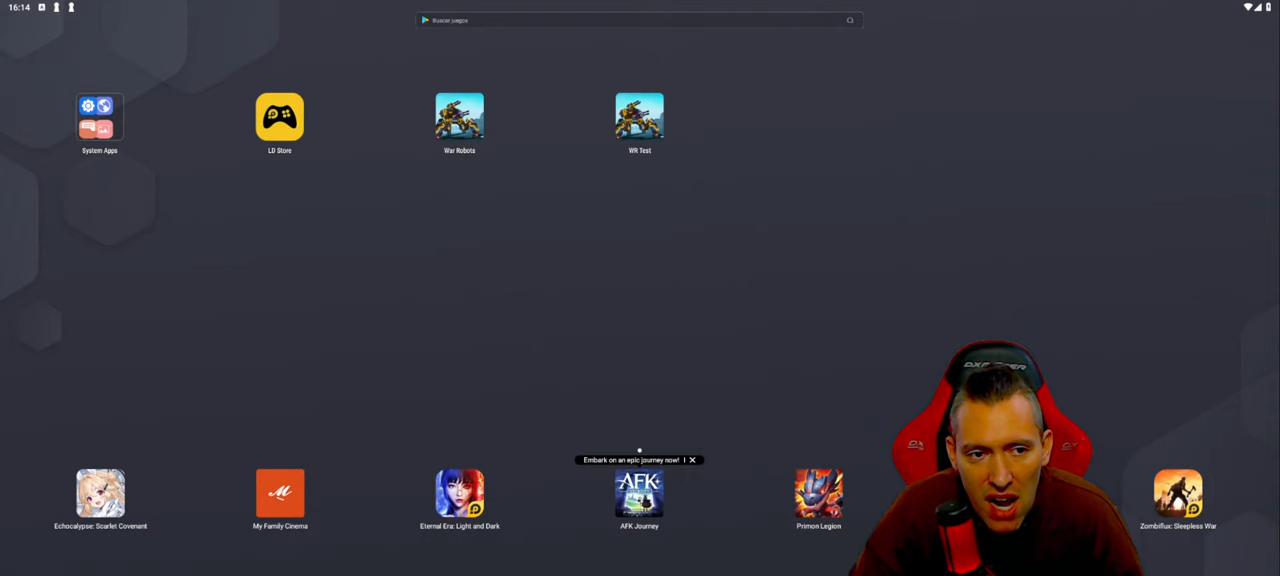 16:14
Buscar juegos
System Apps
LD Store
War Robots
WR Test
Embark on an epic journey now!
AFK
Echocalypse: Scarlet Covenant
My Family Cinema
Eternal Era: Light and Dark
AFK Journey
Primon Legion
Zombiflux: Sleepless War